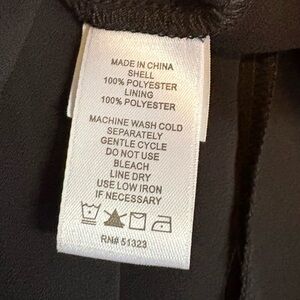 MADE IN CHINA
SHELL
100% POLYESTER
LINING
100% POLYESTER
MACHINE WASH COLD
SEPARATELY
GENTLE CYCLE
DO NOT USE
BLEACH
LINE DRY
USE LOW IRON
IF NECESSARY
RN# 51323